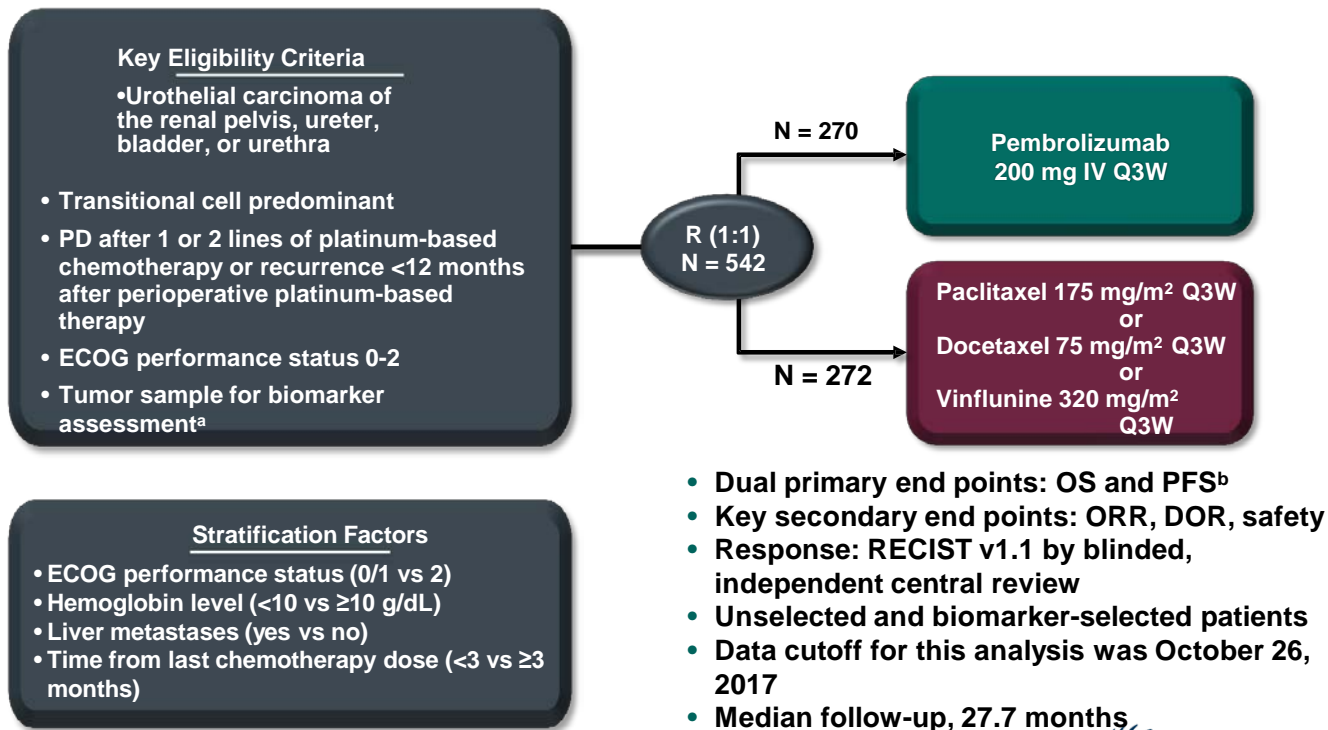 Key Eligibility Criteria
•Urothelial carcinoma of
the renal pelvis, ureter,
bladder, or urethra
• Transitional cell predominant
• PD after 1 or 2 lines of platinum-based
chemotherapy or recurrence <12 months
after perioperative platinum-based
therapy
• ECOG performance status 0-2
• Tumor sample for biomarker
assessmentᵃ
R (1:1)
N = 542
N = 270
Pembrolizumab
200 mg IV Q3W
N = 272
Paclitaxel 175 mg/m² Q3W
or
Docetaxel 75 mg/m² Q3W
or
Vinflunine 320 mg/m²
Q3W
Stratification Factors
• ECOG performance status (0/1 vs 2)
• Hemoglobin level (<10 vs ≥10 g/dL)
• Liver metastases (yes vs no)
• Time from last chemotherapy dose (<3 vs ≥3
months)
• Dual primary end points: OS and PFSᵇ
• Key secondary end points: ORR, DOR, safety
• Response: RECIST v1.1 by blinded,
independent central review
• Unselected and biomarker-selected patients
• Data cutoff for this analysis was October 26,
2017
• Median follow-up, 27.7 months